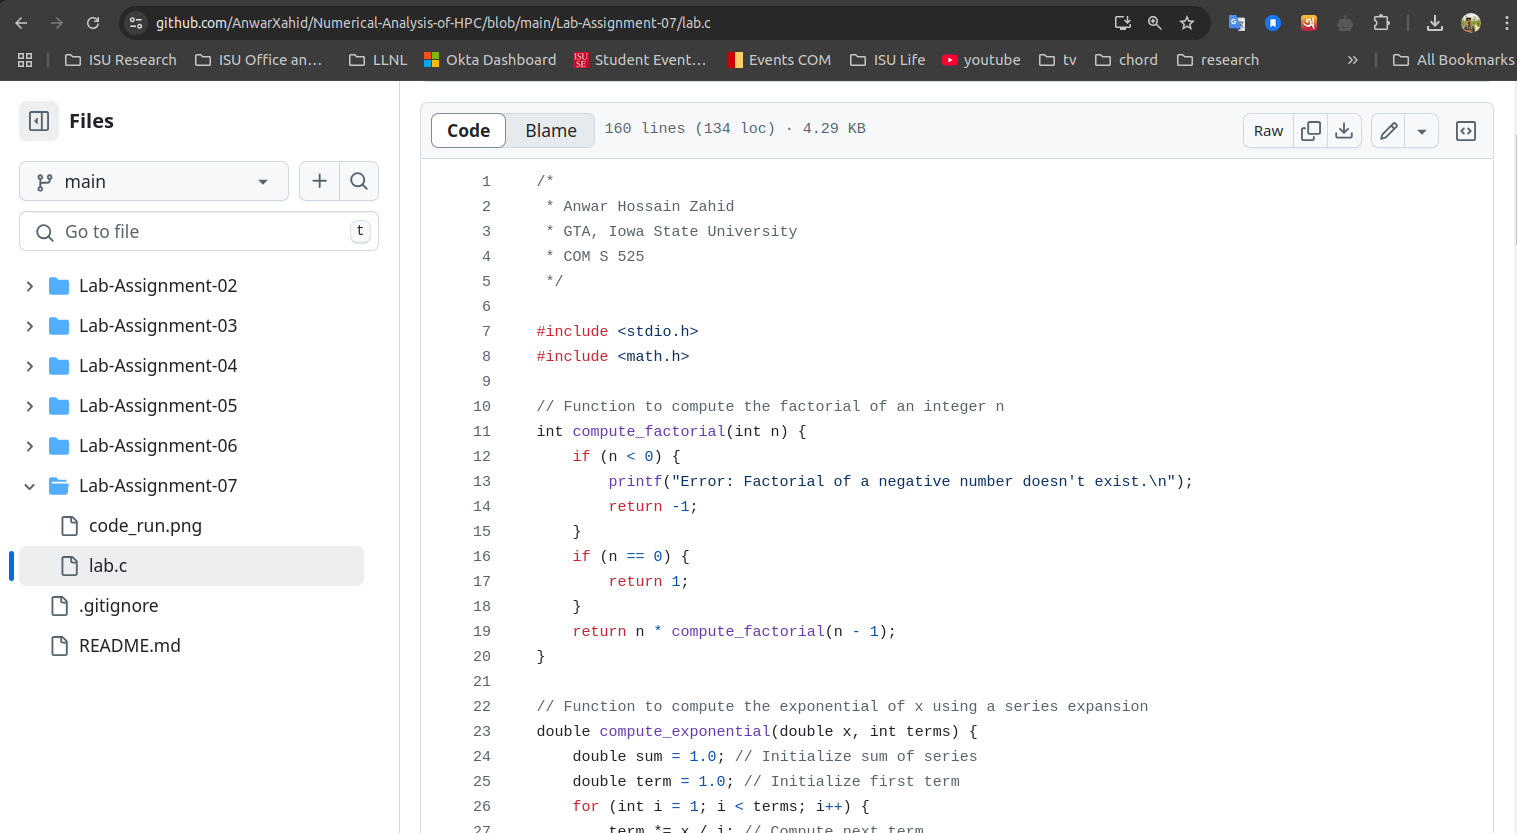 github.com/AnwarXahid/Numerical-Analysis-of-HPC/blob/main/Lab-Assignment-07/lab.c
ISU Research ISU Office an... LLNL Okta Dashboard Student Event... Events COM ISU Life youtube tv chord research » All Bookmarks
Files
main
Go to file t
Lab-Assignment-02
Lab-Assignment-03
Lab-Assignment-04
Lab-Assignment-05
Lab-Assignment-06
Lab-Assignment-07
code_run.png
lab.c
.gitignore
README.md
Code Blame 160 lines (134 loc) · 4.29 KB Raw
1 /*
2 * Anwar Hossain Zahid
3 * GTA, Iowa State University
4 * COM S 525
5 */
6
7 #include <stdio.h>
8 #include <math.h>
9
10 // Function to compute the factorial of an integer n
11 int compute_factorial(int n) {
12 if (n < 0) {
13 printf("Error: Factorial of a negative number doesn't exist.\n");
14 return -1;
15 }
16 if (n == 0) {
17 return 1;
18 }
19 return n * compute_factorial(n - 1);
20 }
21
22 // Function to compute the exponential of x using a series expansion
23 double compute_exponential(double x, int terms) {
24 double sum = 1.0; // Initialize sum of series
25 double term = 1.0; // Initialize first term
26 for (int i = 1; i < terms; i++) {
27 term *= x / i; // Compute next term